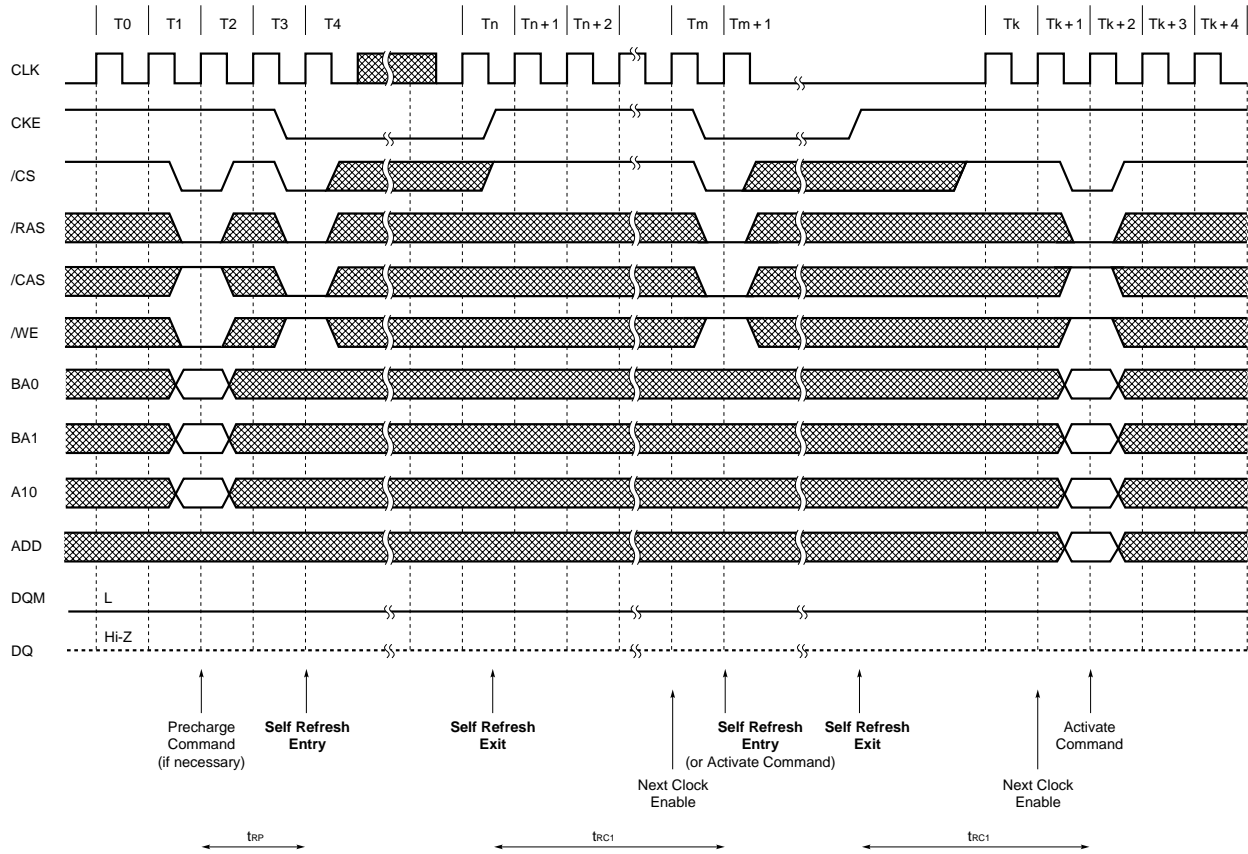 T0 T1 T2 T3 T4 Tn Tn + 1 Tn + 2 Tm Tm + 1 Tk Tk + 1 Tk + 2 Tk + 3 Tk + 4
CLK
CKE
/CS
/RAS
/CAS
/WE
BA0
BA1
A10
ADD
DQM L
Hi-Z
DQ
Precharge
Command
(if necessary)
Self Refresh
Entry
Self Refresh
Exit
Next Clock
Enable
Self Refresh
Entry
(or Activate Command)
Self Refresh
Exit
Next Clock
Enable
Activate
Command
tRP tRC1 tRC1